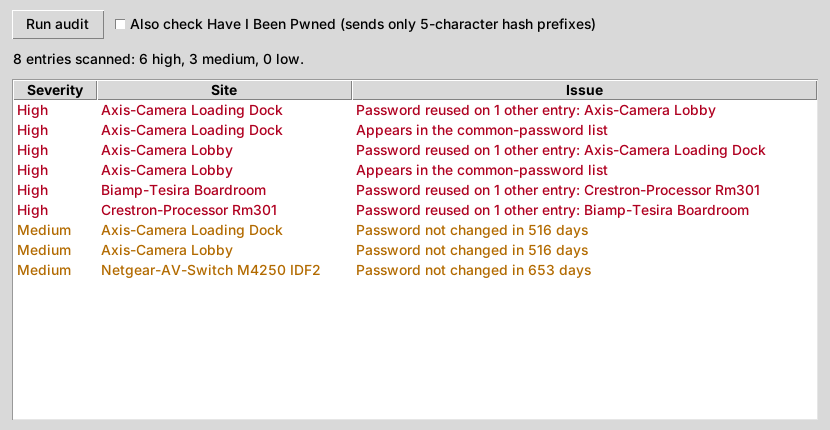 Run audit Also check Have I Been Pwned (sends only 5-character hash prefixes)
8 entries scanned: 6 high, 3 medium, 0 low.
Severity Site Issue
High Axis-Camera Loading Dock Password reused on 1 other entry: Axis-Camera Lobby
High Axis-Camera Loading Dock Appears in the common-password list
High Axis-Camera Lobby Password reused on 1 other entry: Axis-Camera Loading Dock
High Axis-Camera Lobby Appears in the common-password list
High Biamp-Tesira Boardroom Password reused on 1 other entry: Crestron-Processor Rm301
High Crestron-Processor Rm301 Password reused on 1 other entry: Biamp-Tesira Boardroom
Medium Axis-Camera Loading Dock Password not changed in 516 days
Medium Axis-Camera Lobby Password not changed in 516 days
Medium Netgear-AV-Switch M4250 IDF2 Password not changed in 653 days